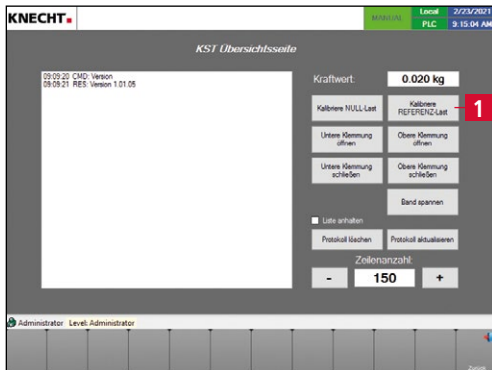 KNECHT.
MANUAL
Local
PLC
2/23/2021
9:15:04 AM
KST Übersichtsseite
09:09:20 CMD: Version
09:09:21 RES: Version 1.01.05
Kraftwert:
0.020 kg
Kalibriere NULL-Last
Kalibriere
REFERENZ-Last
1
Untere Klemmung
öffnen
Obere Klemmung
öffnen
Untere Klemmung
schließen
Obere Klemmung
schließen
Band spannen
Liste anhalten
Protokoll löschen
Protokoll aktualisieren
Zeilenanzahl:
-
150
+
Administrator Level: Administrator
Zurück